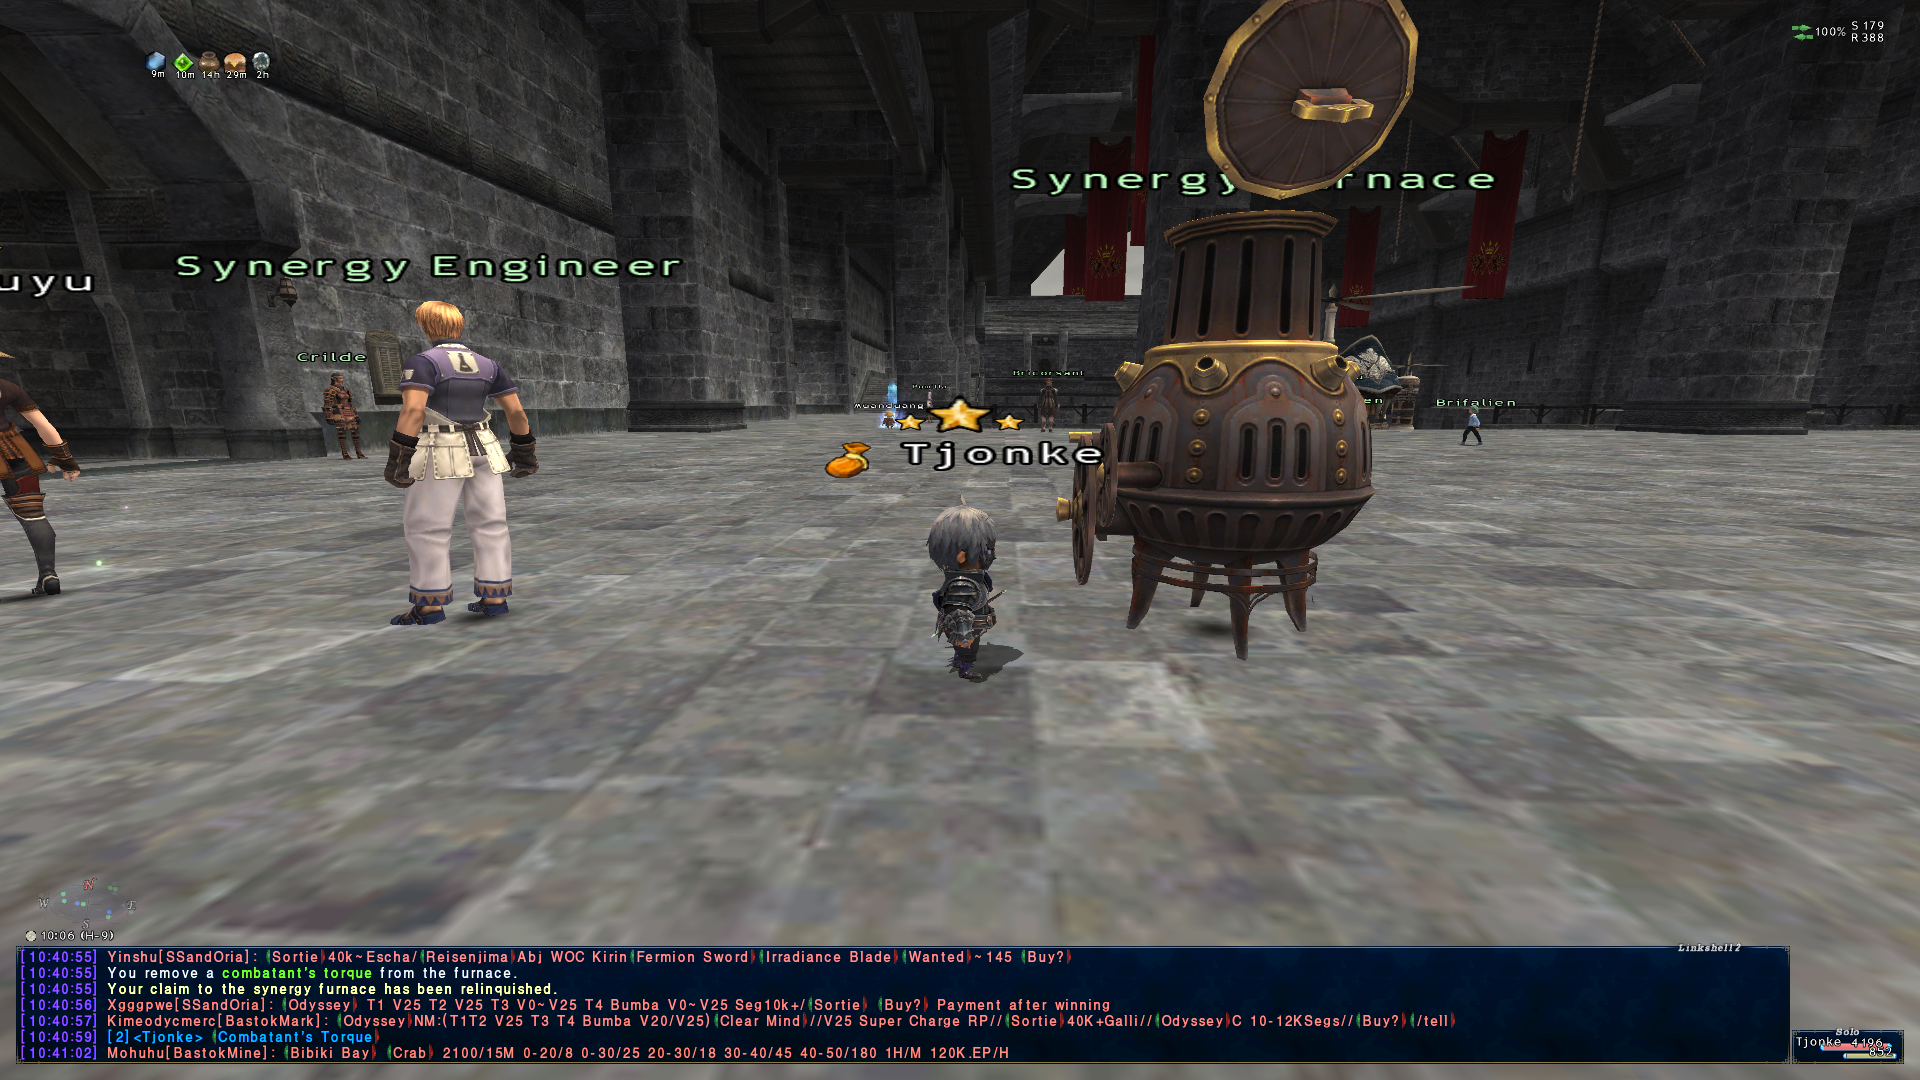 9m 10m 14h 29m 2h
100% S 179
R 388
Synergy
rnace
Synergy Engineer
uyu
Crilde
Bricorsant
Mwanduang
Brifalien
Tjonke
N
W E
S
10:06 (H-9)
Linkshell2
[10:40:55] Yinshu[SSandOria]: (Sortie)40k~Escha/(Reisenjima)Abj WOC Kirin(Fermion Sword)(Irradiance Blade)(Wanted)~145 (Buy?)
[10:40:55] You remove a combatant's torque from the furnace.
[10:40:55] Your claim to the synergy furnace has been relinquished.
[10:40:56] Xgggpwe[SSandOria]: (Odyssey) T1 V25 T2 V25 T3 V0~V25 T4 Bumba V0~V25 Seg10k+/(Sortie) (Buy?) Payment after winning
[10:40:57] Kimeodycmerc[BastokMark]: (Odyssey)NM:(T1T2 V25 T3 T4 Bumba V20/V25)(Clear Mind)//V25 Super Charge RP//(Sortie)40K+Galli//(Odyssey)C 10-12KSegs//(Buy?)(/tell)
[10:40:59] [2]<Tjonke> (Combatant's Torque)
[10:41:02] Mohuhu[BastokMine]: (Bibiki Bay) (Crab) 2100/15M 0-20/8 0-30/25 20-30/18 30-40/45 40-50/180 1H/M 120K.EP/H
Solo
Tjonke 4196
852